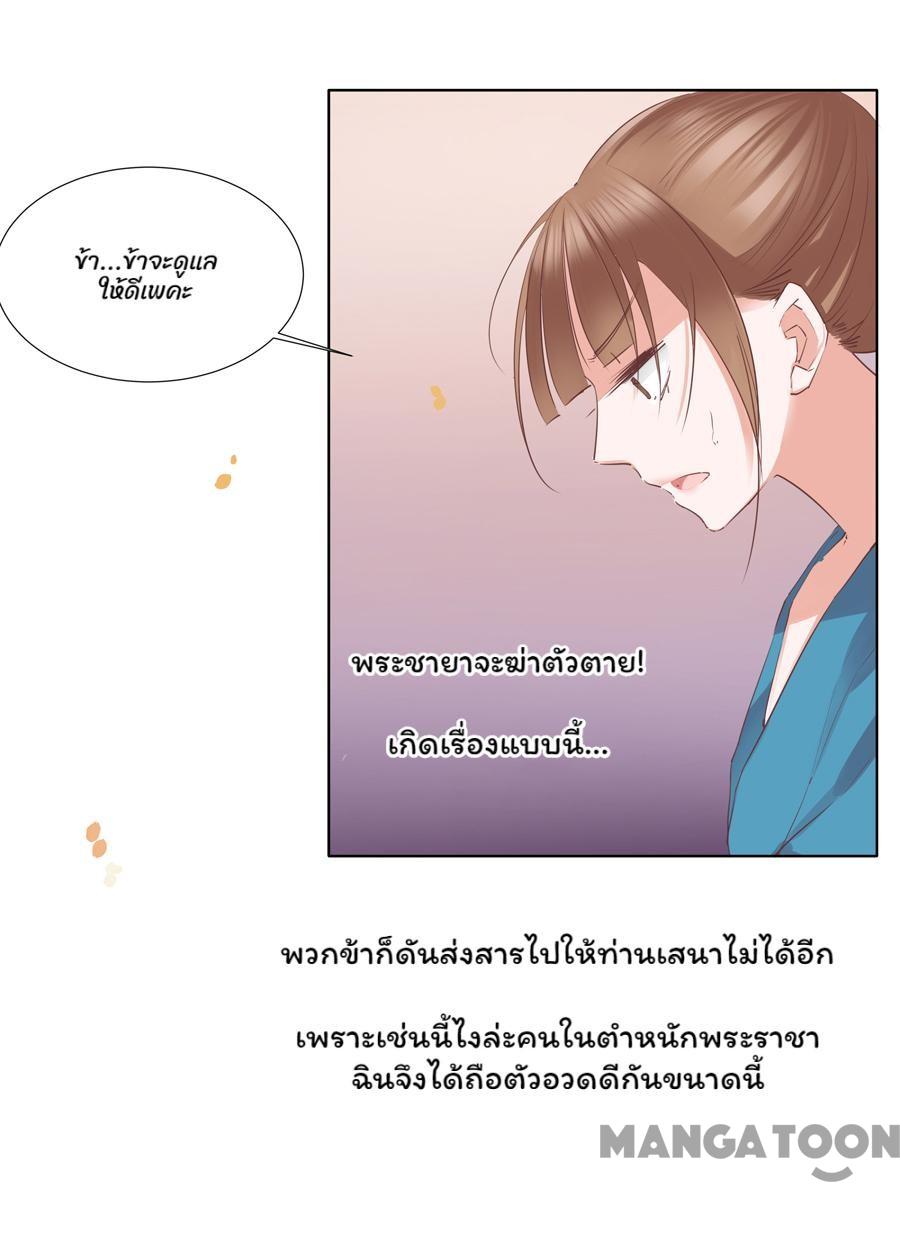 ข้า...ข้าจะดูแล
ให้ดีเพคะ
พระชายาจะฆ่าตัวตาย!
เกิดเรื่องแบบนี้...
พวกข้าก็ดันส่งสารไปให้ท่านเสนาไม่ได้อีก
เพราะเช่นนี้ไงล่ะคนในตำหนักพระราชา
ฉินจึงได้ถือตัวอวดดีกันขนาดนี้
MANGATOON